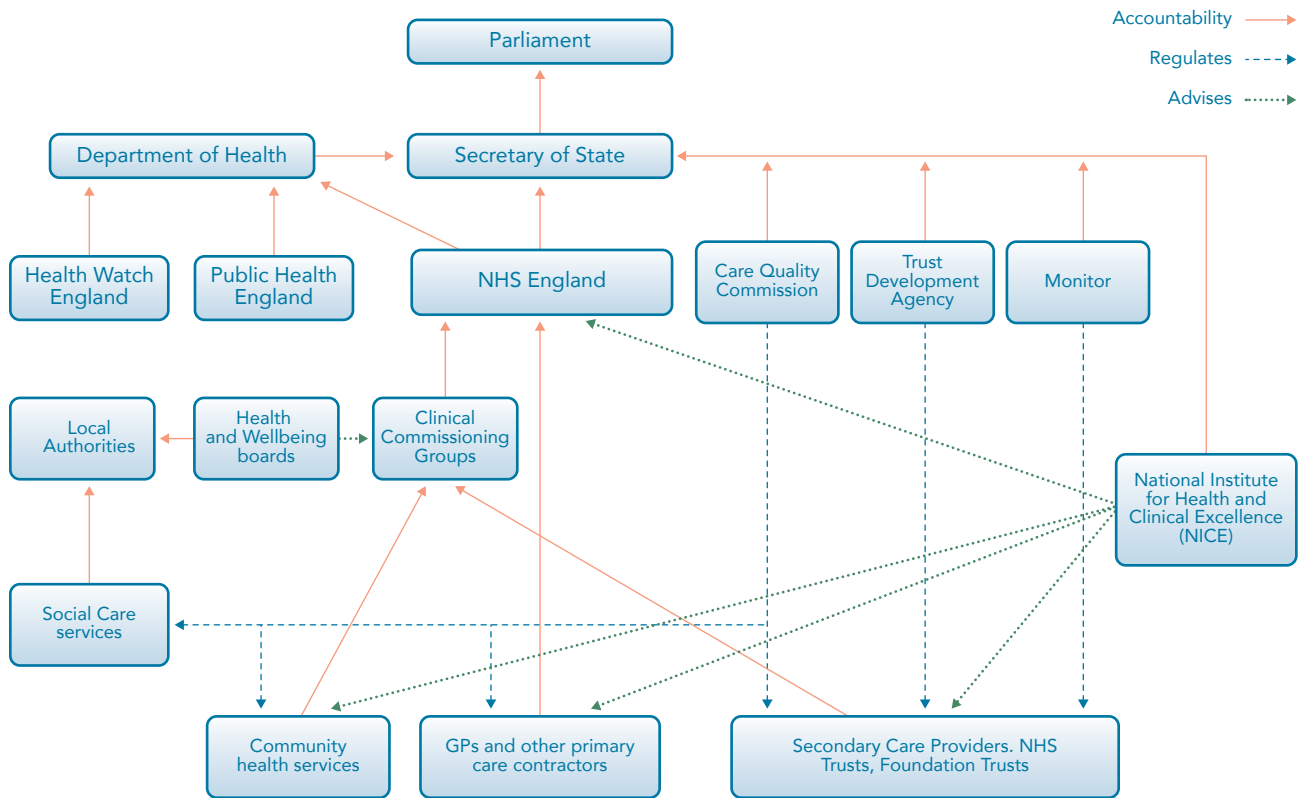 Parliament
Accountability
Regulates
Advises
Department of Health
Secretary of State
Health Watch
England
Public Health
England
NHS England
Care Quality
Commission
Trust
Development
Agency
Monitor
Local
Authorities
Health
and Wellbeing
boards
Clinical
Commissioning
Groups
National Institute
for Health and
Clinical Excellence
(NICE)
Social Care
services
Community
health services
GPs and other primary
care contractors
Secondary Care Providers. NHS
Trusts, Foundation Trusts